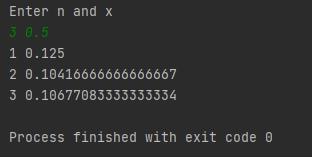 Enter n and x
3 0.5
1 0.125
2 0.10416666666666667
3 0.10677083333333334
Process finished with exit code 0